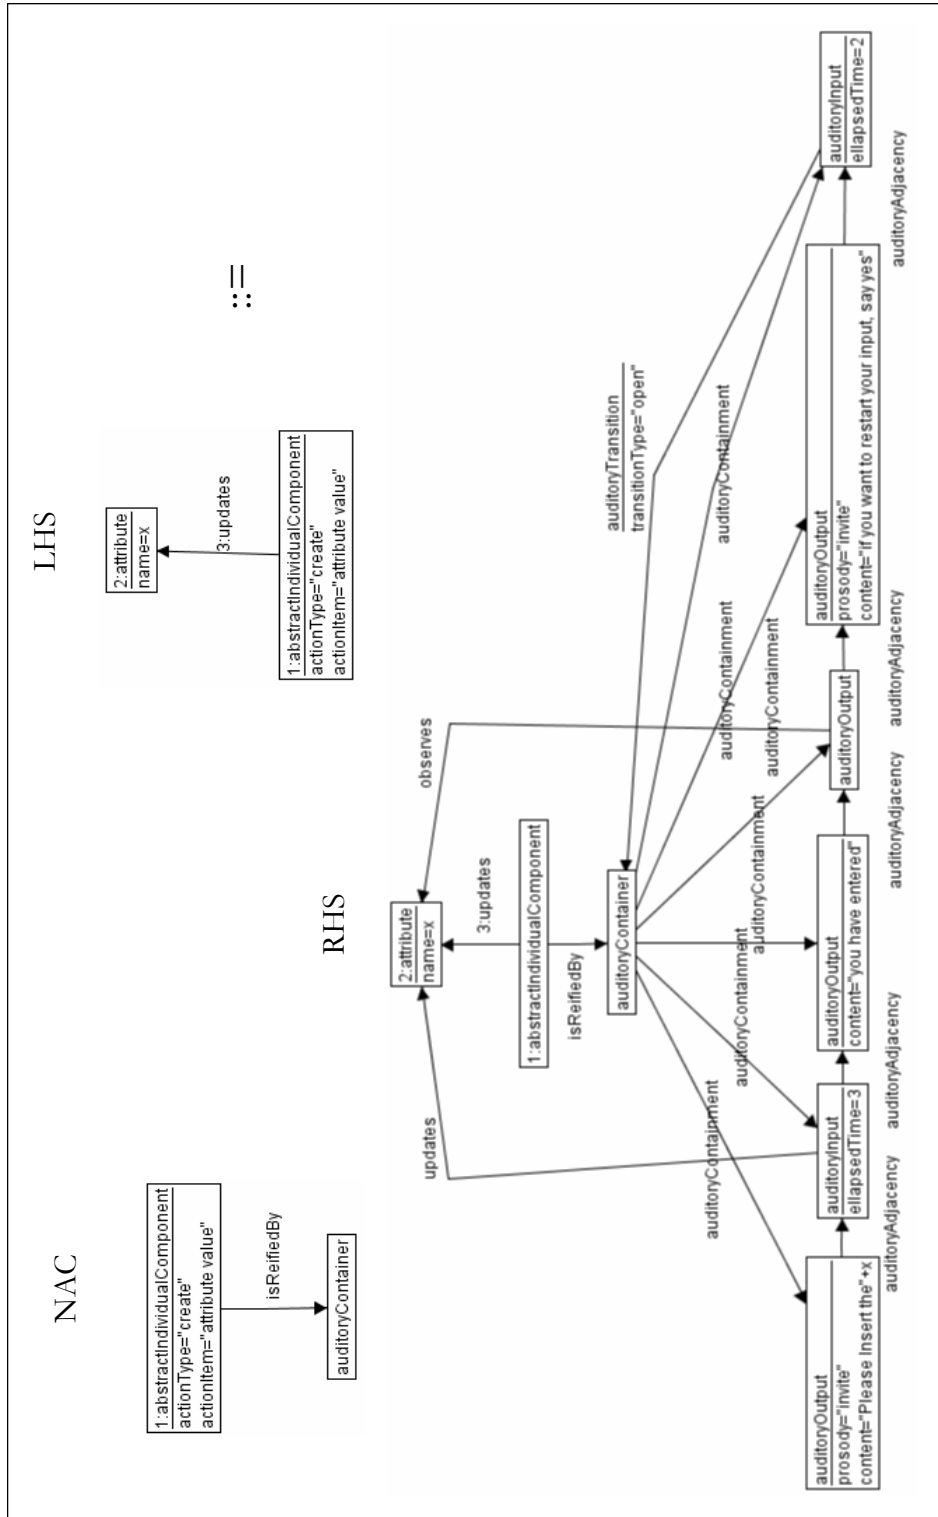 NAC
1:abstractIndividualComponent
actionType="create"
actionItem="attribute value"
isReifiedBy
auditoryContainer
LHS
2:attribute
name=x
3:updates
1:abstractIndividualComponent
actionType="create"
actionItem="attribute value"
::=
RHS
2:attribute
name=x
updates
3:updates
observes
1:abstractIndividualComponent
isReifiedBy
auditoryContainer
auditoryTransition
transitionType="open"
auditoryContainment
auditoryContainment
auditoryContainment
auditoryContainment
auditoryContainment
auditoryContainment
auditoryOutput
prosody="invite"
content="Please Insert the"+x
auditoryAdjacency
auditoryInput
ellapsedTime=3
auditoryAdjacency
auditoryOutput
content="you have entered"
auditoryAdjacency
auditoryOutput
auditoryAdjacency
auditoryOutput
prosody="invite"
content="if you want to restart your input, say yes"
auditoryAdjacency
auditoryInput
ellapsedTime=2